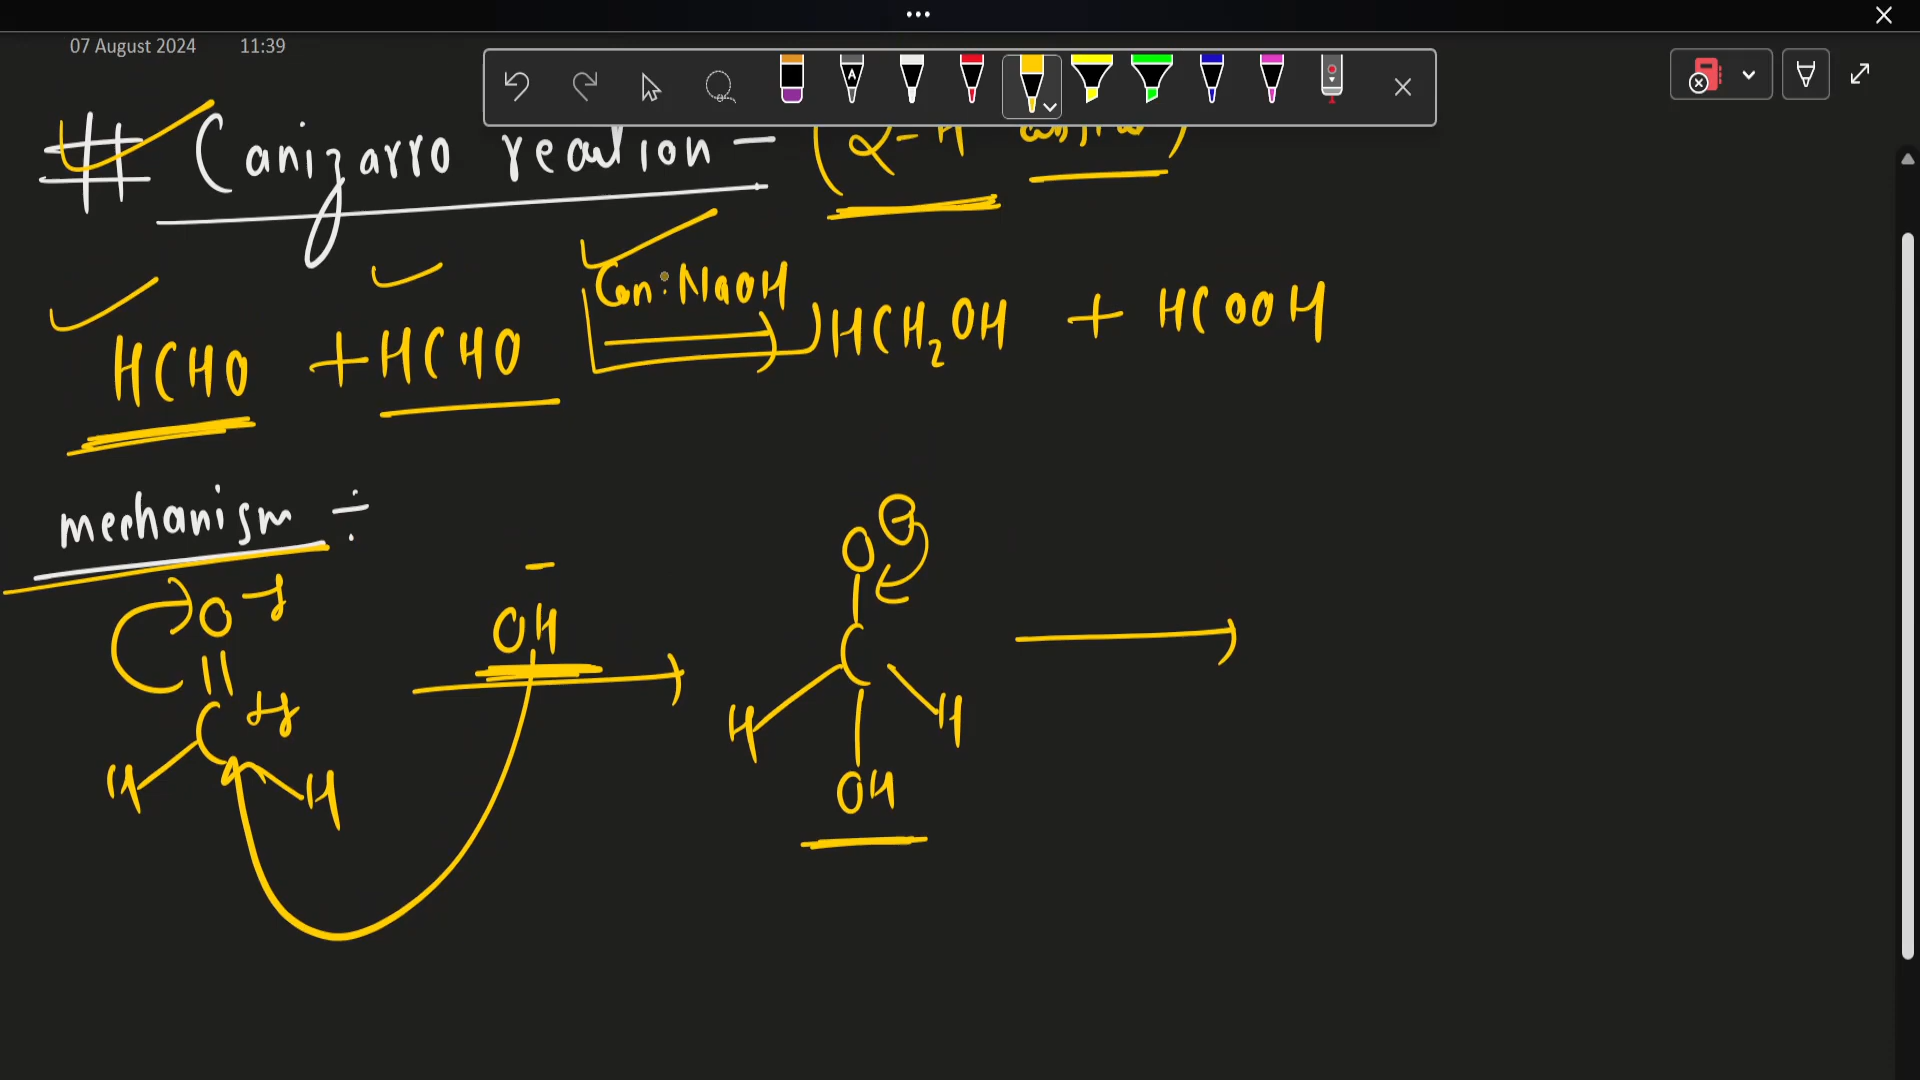 07 August 2024 11:39
# Canizarro reaction - (α-H
HCHO + HCHO Con: NaOH HCH₂OH + HCOOH
mechanism ÷
O -δ
C +δ
H H
OH -
O ⊖
C
H H
OH